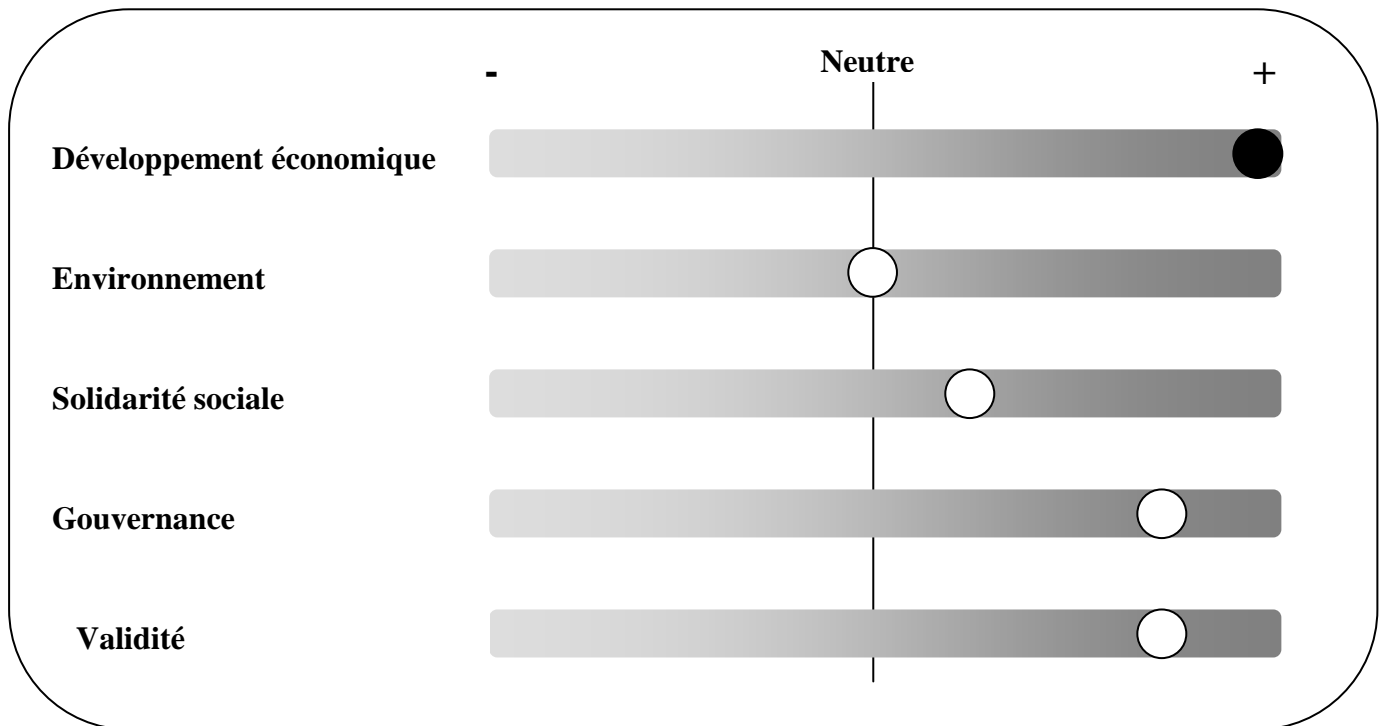 - Neutre +
Développement économique
Environnement
Solidarité sociale
Gouvernance
Validité